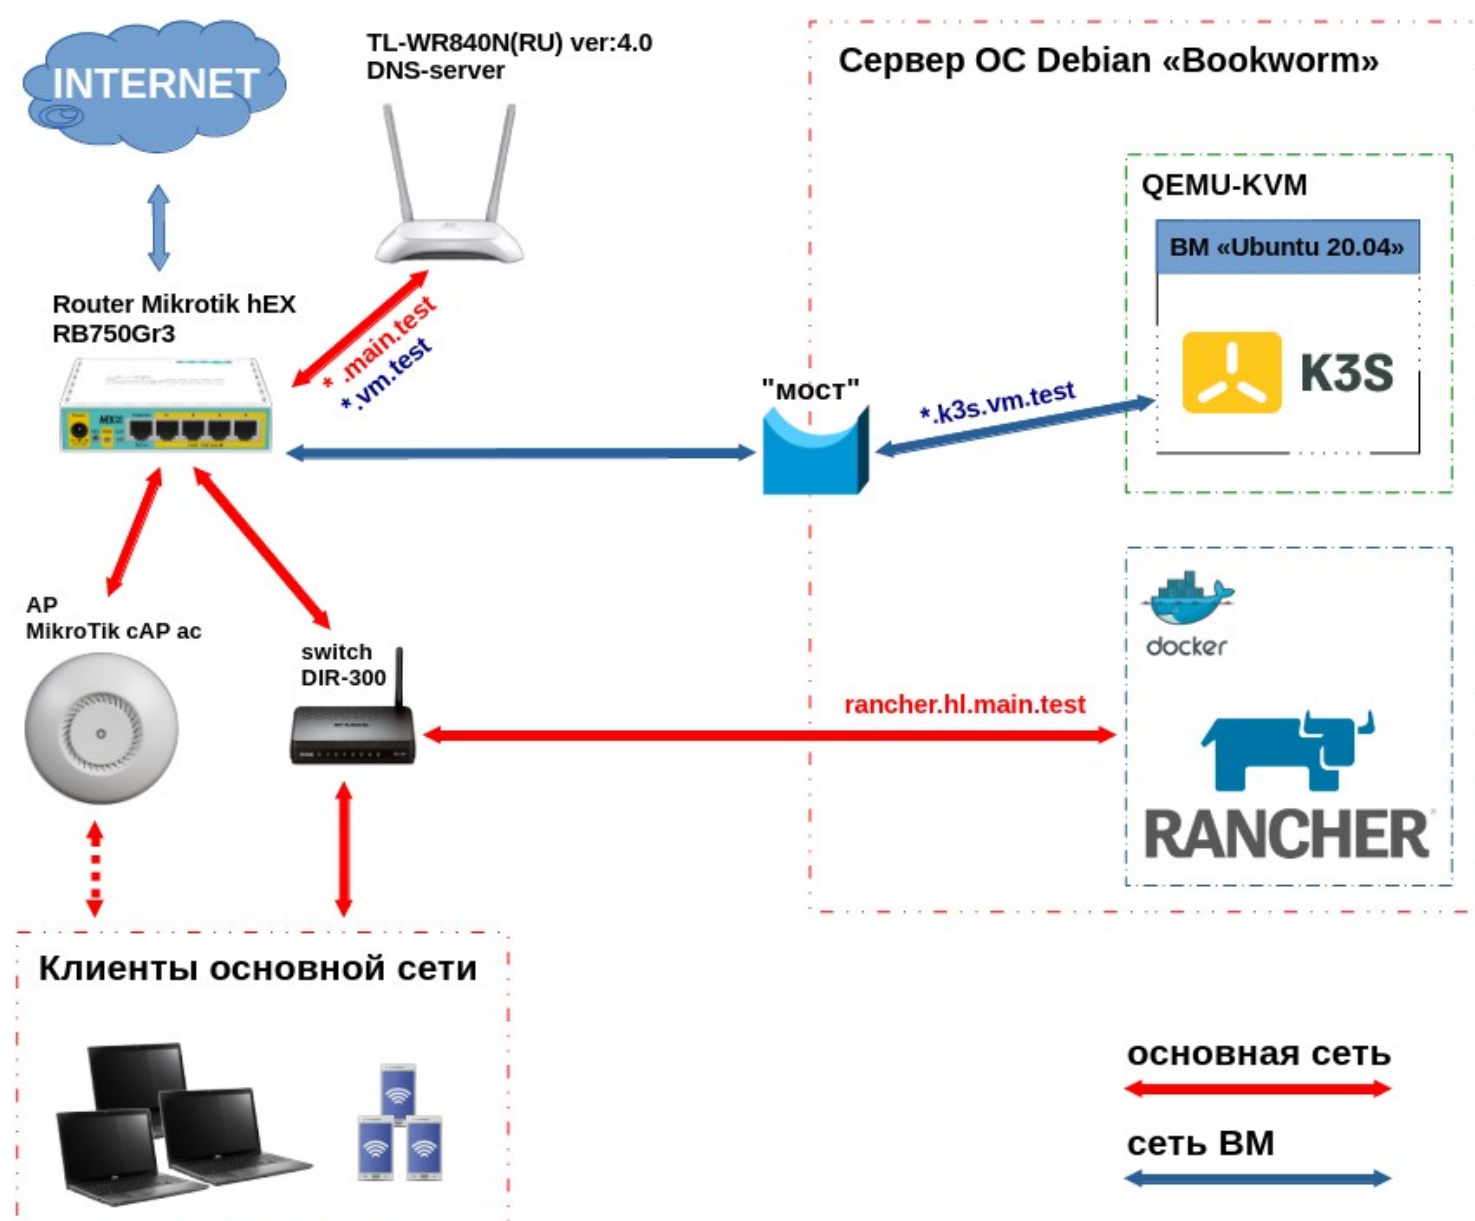 INTERNET
TL-WR840N(RU) ver:4.0
DNS-server
Сервер ОС Debian «Bookworm»
QEMU-KVM
ВМ «Ubuntu 20.04»
K3S
Router Mikrotik hEX
RB750Gr3
* .main.test
*.vm.test
"мост"
*.k3s.vm.test
AP
MikroTik cAP ac
switch
DIR-300
docker
rancher.hl.main.test
RANCHER
Клиенты основной сети
основная сеть
сеть ВМ